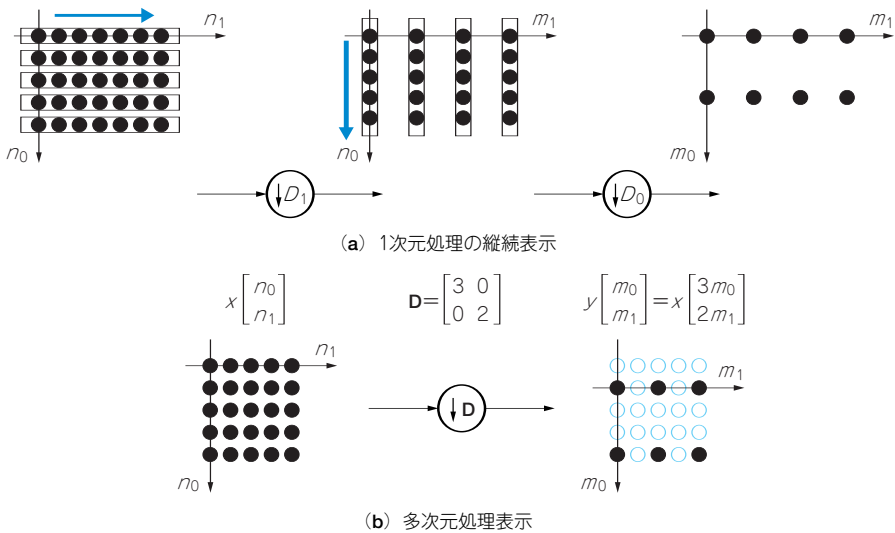 n₁
n₀
m₁
n₀
m₁
m₀
↓D₁
↓D₀
(a) 1次元処理の縦続表示
x[n₀ n₁]
D=[3 0 0 2]
y[m₀ m₁]=x[3m₀ 2m₁]
n₁
n₀
↓D
m₁
m₀
(b) 多次元処理表示